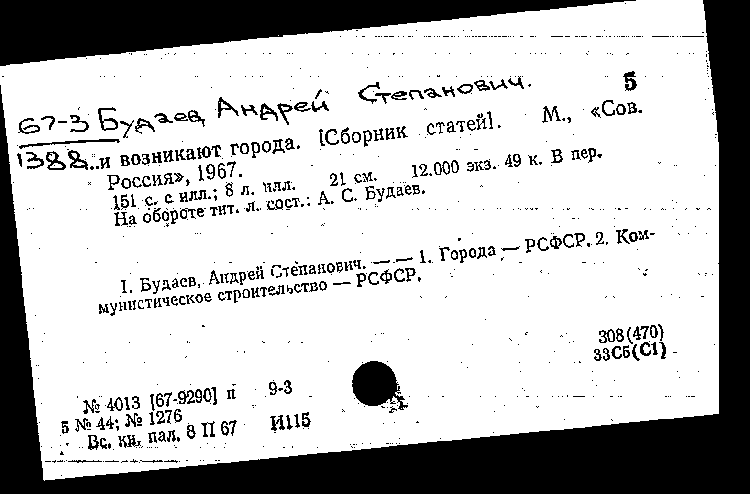 5
67-3 Будаев, Андрей Степанович.
1388
...и возникают города. [Сборник статей]. М., «Сов.
Россия», 1967.
151 с. с илл.; 8 л. илл. 21 см. 12.000 экз. 49 к. В пер.
На обороте тит. л. сост.: А. С. Будаев.
I. Будаев, Андрей Степанович. — — 1. Города — РСФСР. 2. Ком-
мунистическое строительство — РСФСР.
308(470)
33С5(С1)
№ 4013 [67-9290] п 9-3
5 № 44; № 1276
Вс. кн. пал. 8 II 67 И115